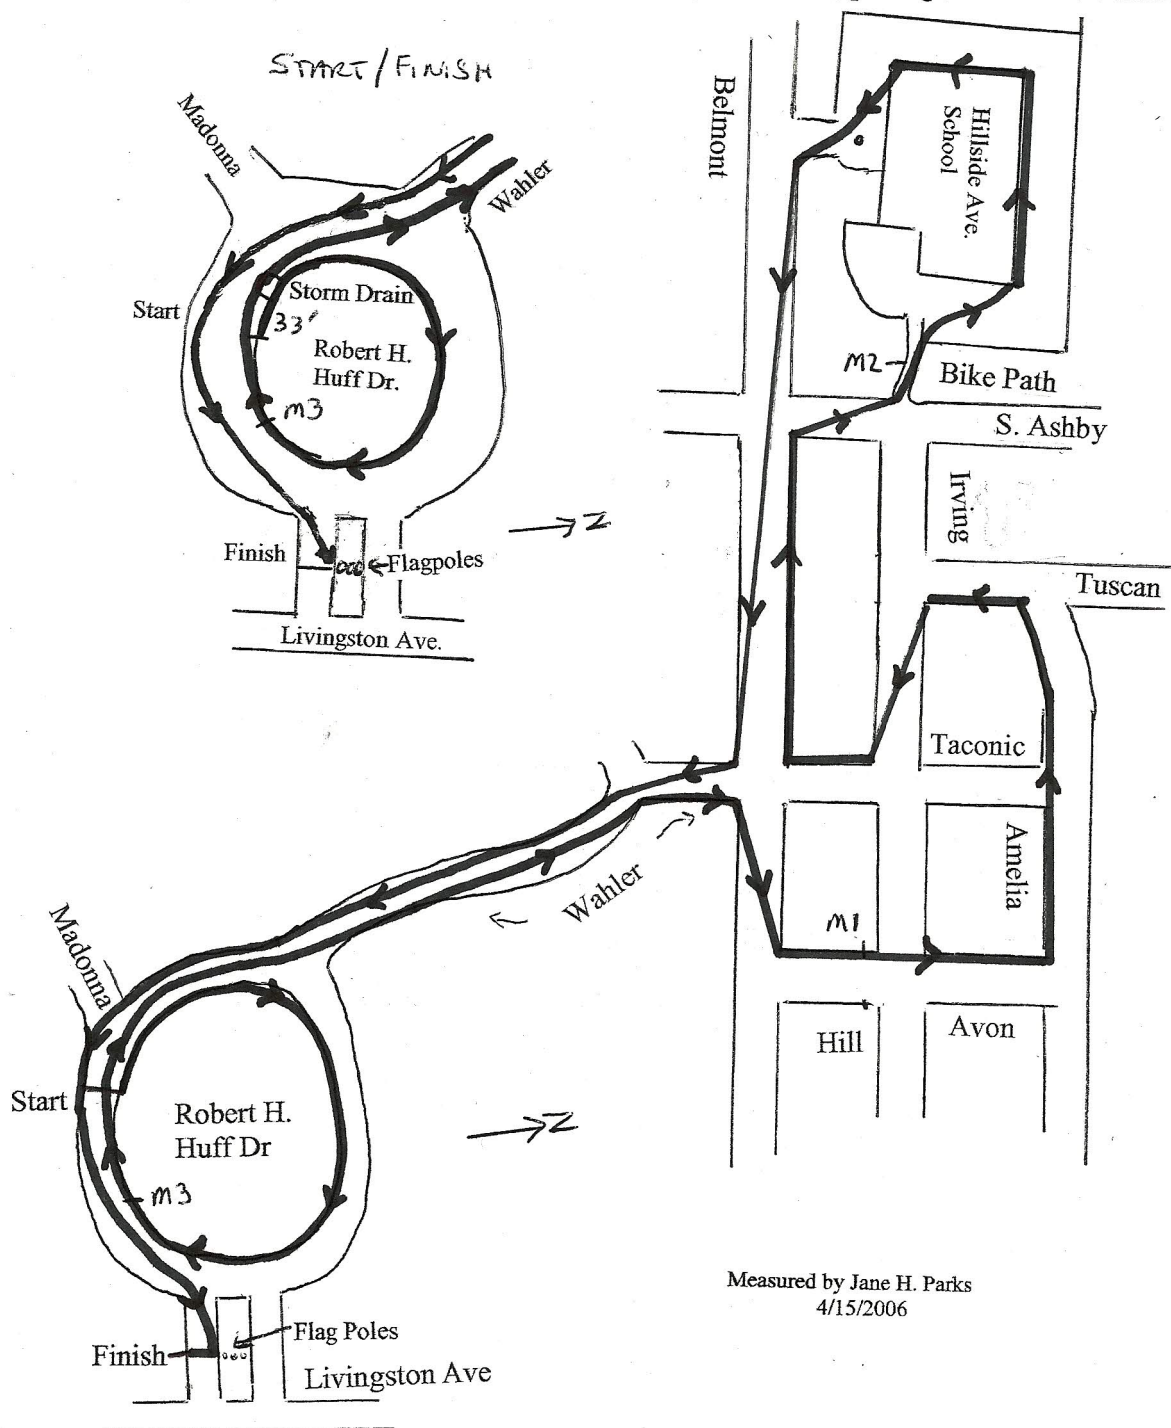 START/FINISH
Madonna
Wahler
Start
Storm Drain
33'
Robert H.
Huff Dr.
M3
Finish
Flagpoles
Livingston Ave.
N
Belmont
Hillside Ave.
School
M2
Bike Path
S. Ashby
Irving
Tuscan
Taconic
Amelia
Wahler
M1
Hill
Avon
Madonna
Start
Robert H.
Huff Dr
M3
N
Finish
Flag Poles
Livingston Ave
Measured by Jane H. Parks
4/15/2006